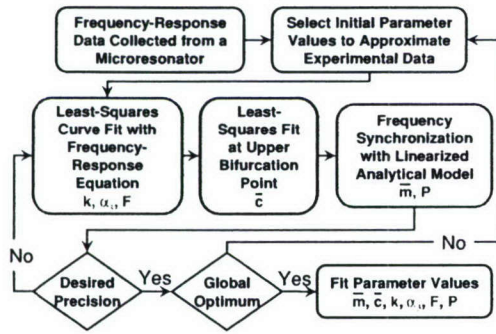 Frequency-Response
Data Collected from a
Microresonator
Select Initial Parameter
Values to Approximate
Experimental Data
Least-Squares
Curve Fit with
Frequency-
Response
Equation
k, α₃, F
Least-
Squares Fit
at Upper
Bifurcation
Point
c̄
Frequency
Synchronization
with Linearized
Analytical Model
m̄, P
No
No
Desired
Precision
Yes
Global
Optimum
Yes
Fit Parameter Values
m̄, c̄, k, α₃, F, P